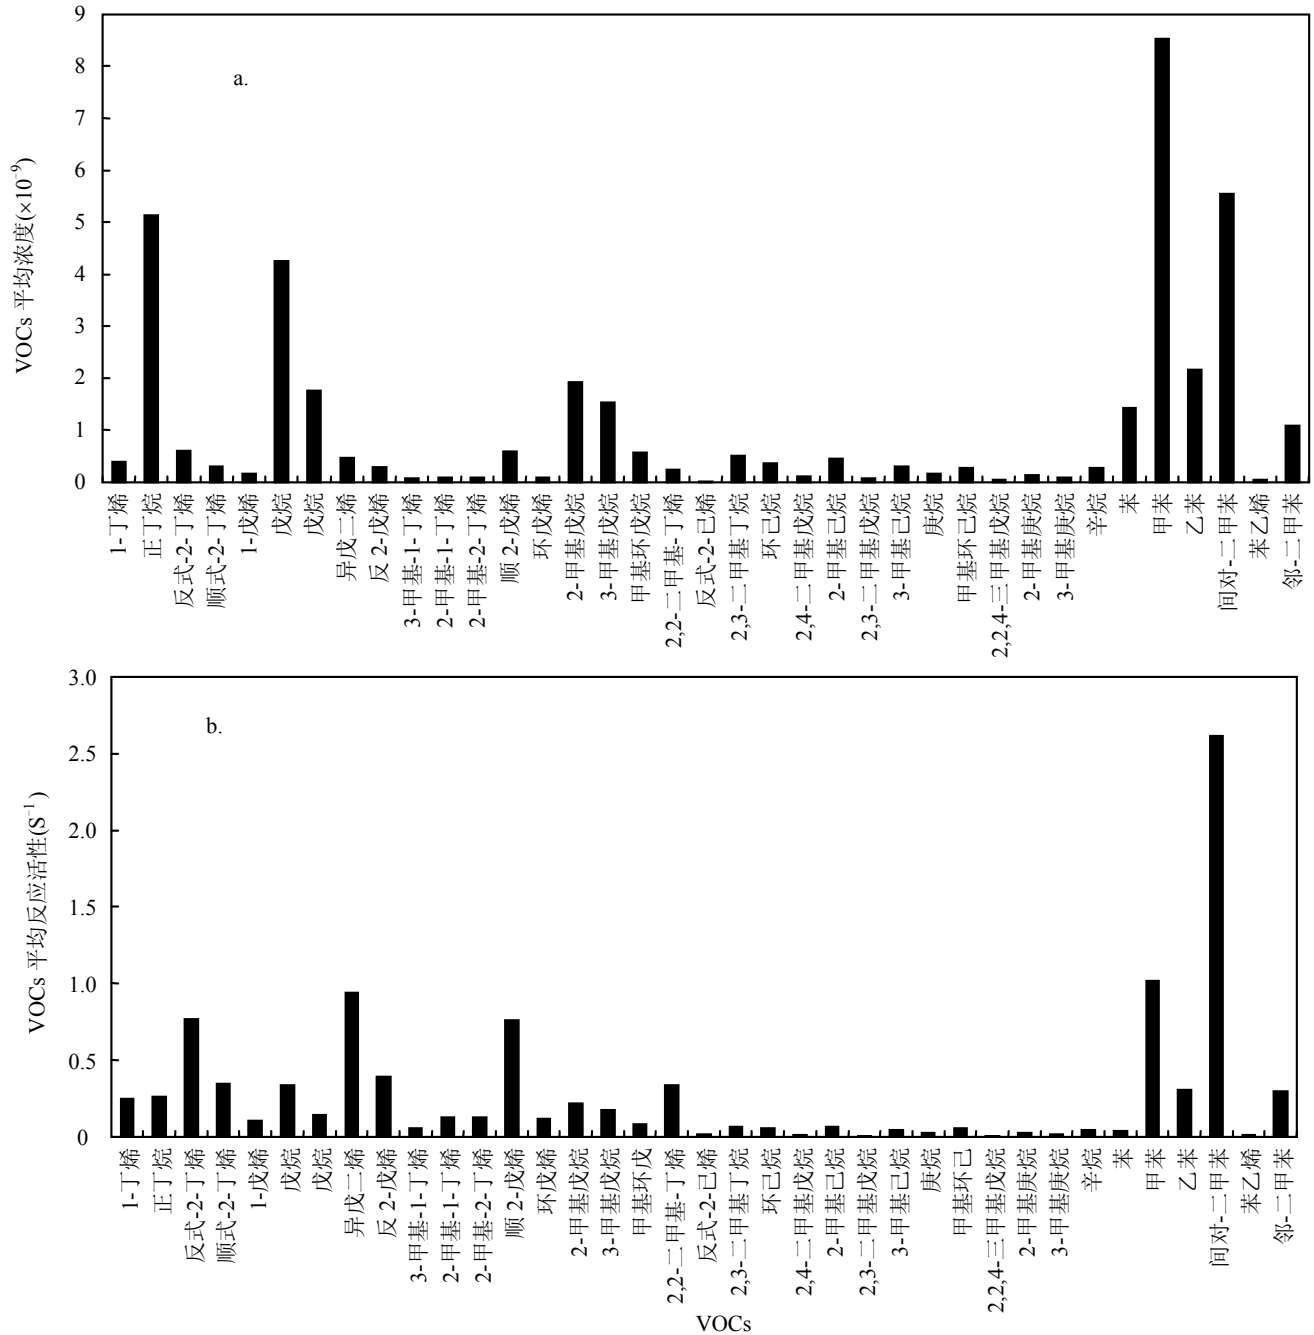 9
8
7
6
5
4
3
2
1
0
VOCs 平均浓度(×10⁻⁹)
a.
1-丁烯
正丁烷
反式-2-丁烯
顺式-2-丁烯
1-戊烯
戊烷
戊烷
异戊二烯
反 2-戊烯
3-甲基-1-丁烯
2-甲基-1-丁烯
2-甲基-2-丁烯
顺 2-戊烯
环戊烯
2-甲基戊烷
3-甲基戊烷
甲基环戊烷
2,2-二甲基-丁烯
反式-2-己烯
2,3-二甲基丁烷
环己烷
2,4-二甲基戊烷
2-甲基己烷
2,3-二甲基戊烷
3-甲基己烷
庚烷
甲基环己烷
2,2,4-三甲基戊烷
2-甲基庚烷
3-甲基庚烷
辛烷
苯
甲苯
乙苯
间对-二甲苯
苯乙烯
邻-二甲苯
3.0
2.5
2.0
1.5
1.0
0.5
0
VOCs 平均反应活性(S⁻¹)
b.
1-丁烯
正丁烷
反式-2-丁烯
顺式-2-丁烯
1-戊烯
戊烷
戊烷
异戊二烯
反 2-戊烯
3-甲基-1-丁烯
2-甲基-1-丁烯
2-甲基-2-丁烯
顺 2-戊烯
环戊烯
2-甲基戊烷
3-甲基戊烷
甲基环戊
2,2-二甲基-丁烯
反式-2-己烯
2,3-二甲基丁烷
环己烷
2,4-二甲基戊烷
2-甲基己烷
2,3-二甲基戊烷
3-甲基己烷
庚烷
甲基环己
2,2,4-三甲基戊烷
2-甲基庚烷
3-甲基庚烷
辛烷
苯
甲苯
乙苯
间对-二甲苯
苯乙烯
邻-二甲苯
VOCs